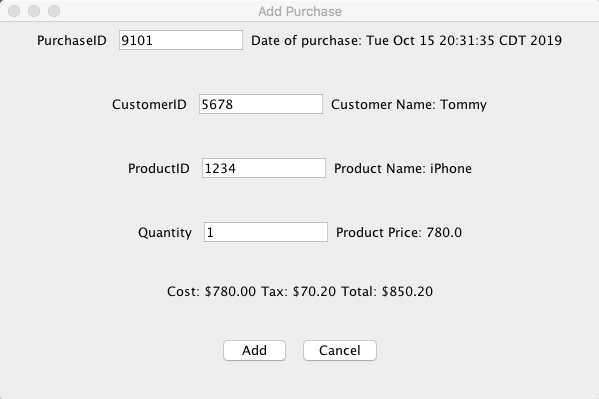 Add Purchase
PurchaseID 9101 Date of purchase: Tue Oct 15 20:31:35 CDT 2019
CustomerID 5678 Customer Name: Tommy
ProductID 1234 Product Name: iPhone
Quantity 1 Product Price: 780.0
Cost: $780.00 Tax: $70.20 Total: $850.20
Add Cancel